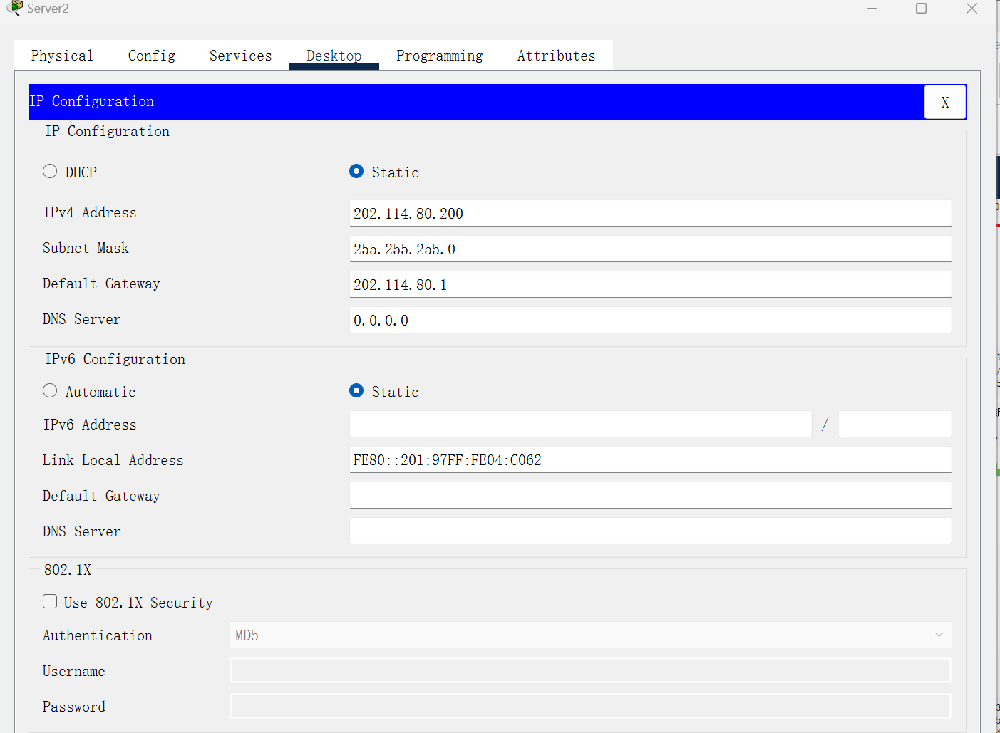 Server2
Physical Config Services Desktop Programming Attributes
IP Configuration X
IP Configuration
DHCP Static
IPv4 Address 202.114.80.200
Subnet Mask 255.255.255.0
Default Gateway 202.114.80.1
DNS Server 0.0.0.0
IPv6 Configuration
Automatic Static
IPv6 Address /
Link Local Address FE80::201:97FF:FE04:C062
Default Gateway
DNS Server
802.1X
Use 802.1X Security
Authentication MD5
Username
Password